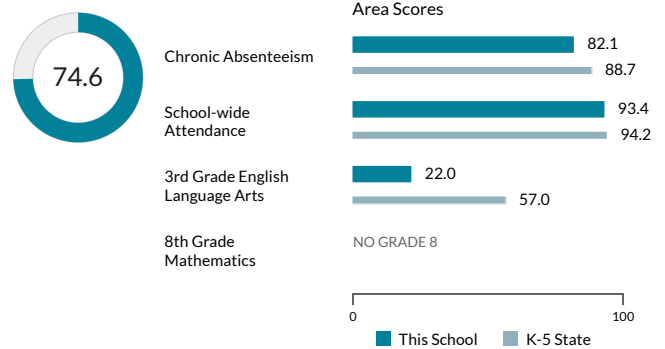 Area Scores
74.6
Chronic Absenteeism
82.1
88.7
School-wide
Attendance
93.4
94.2
3rd Grade English
Language Arts
22.0
57.0
8th Grade
Mathematics
NO GRADE 8
0
100
This School
K-5 State